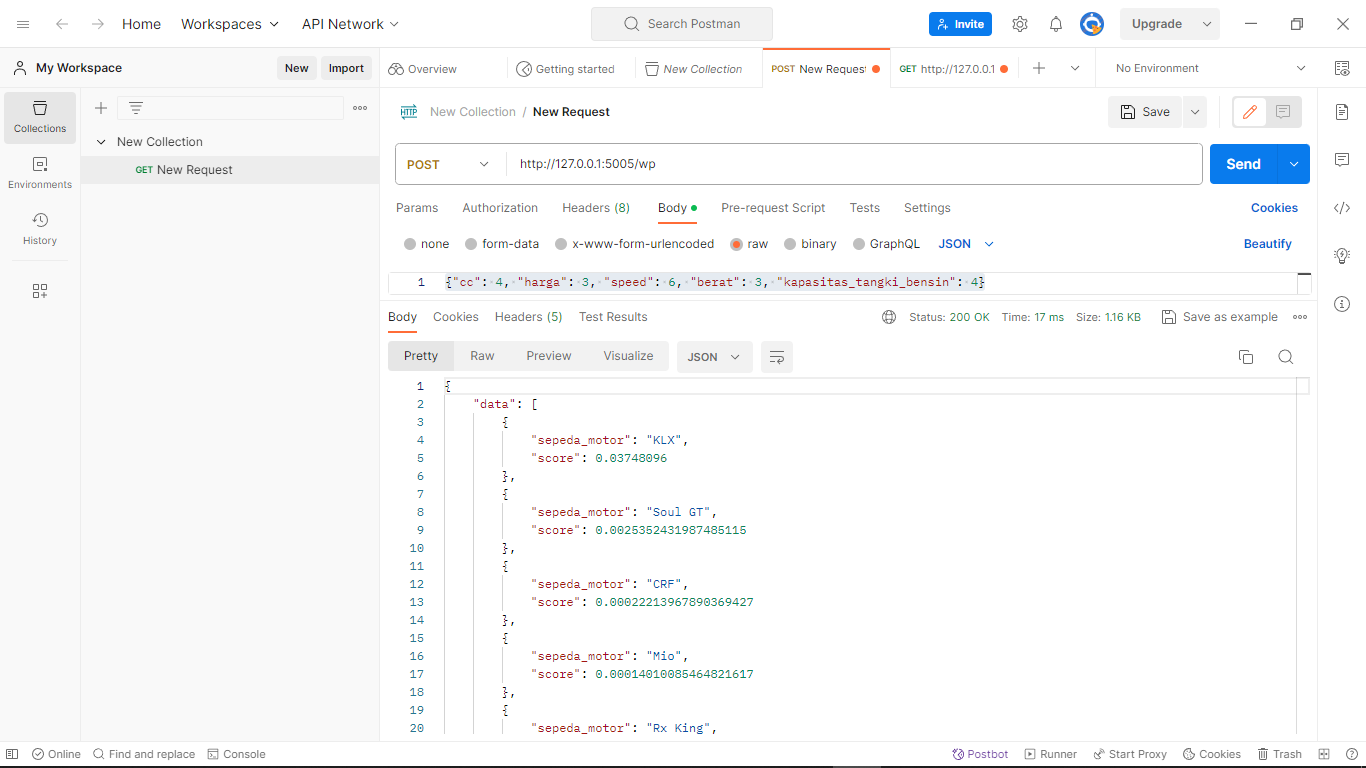 Home Workspaces API Network Search Postman Invite Upgrade
My Workspace New Import Overview Getting started New Collection POST New Request GET http://127.0.0.1 No Environment
New Collection / New Request Save
Collections
New Collection
GET New Request
Environments
History
POST http://127.0.0.1:5005/wp Send
Params Authorization Headers (8) Body Pre-request Script Tests Settings Cookies
none form-data x-www-form-urlencoded raw binary GraphQL JSON Beautify
1 {"cc": 4, "harga": 3, "speed": 6, "berat": 3, "kapasitas_tangki_bensin": 4}
Body Cookies Headers (5) Test Results Status: 200 OK Time: 17 ms Size: 1.16 KB Save as example
Pretty Raw Preview Visualize JSON
1 {
2 "data": [
3 {
4 "sepeda_motor": "KLX",
5 "score": 0.03748096
6 },
7 {
8 "sepeda_motor": "Soul GT",
9 "score": 0.0025352431987485115
10 },
11 {
12 "sepeda_motor": "CRF",
13 "score": 0.00022213967890369427
14 },
15 {
16 "sepeda_motor": "Mio",
17 "score": 0.00014010085464821617
18 },
19 {
20 "sepeda_motor": "Rx King",
Online Find and replace Console Postbot Runner Start Proxy Cookies Trash